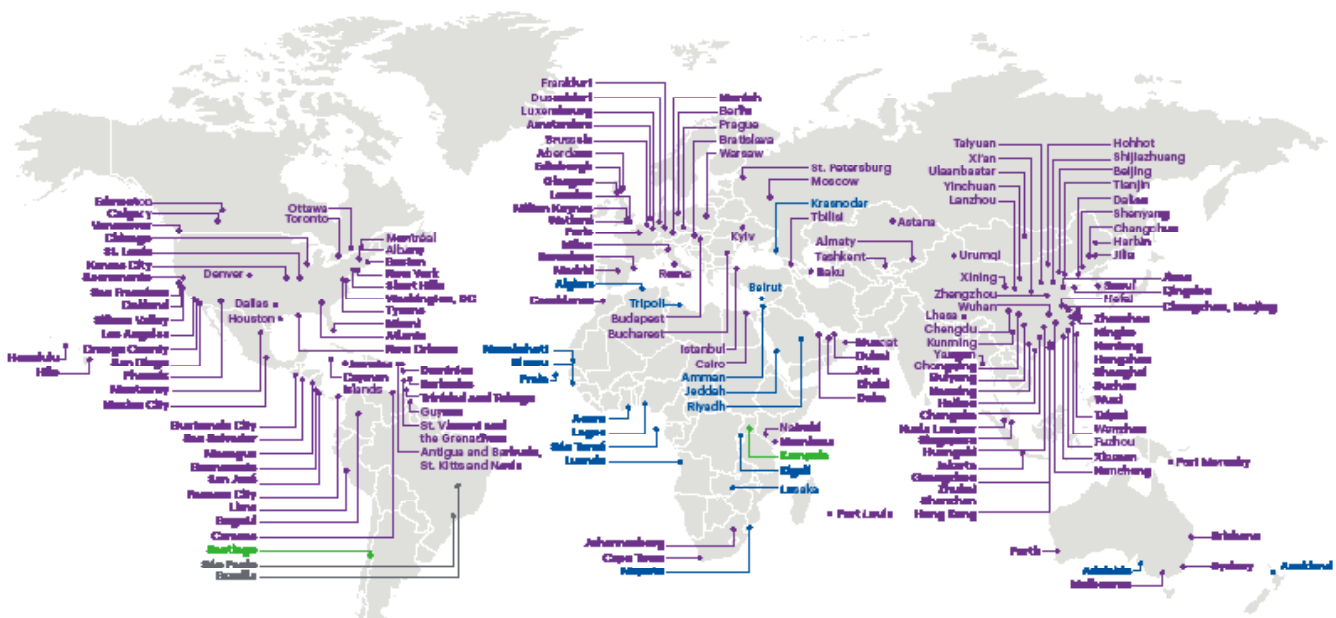 Edmonton
Calgary
Vancouver
Chicago
St. Louis
Kansas City
Sacramento
San Francisco
Oakland
Silicon Valley
Los Angeles
Orange County
San Diego
Phoenix
Monterrey
Mexico City
Honolulu
Hilo
Denver
Dallas
Houston
Ottawa
Toronto
Montréal
Albany
Boston
New York
Short Hills
Washington, DC
Tysons
Miami
Atlanta
New Orleans
Jamaica
Cayman
Islands
Dominica
Barbados
Trinidad and Tobago
Guyana
St. Vincent and
the Grenadines
Antigua and Barbuda,
St. Kitts and Nevis
Guatemala City
San Salvador
Managua
San José
Panama City
Lima
Bogotá
Caracas
Santiago
São Paulo
Brasília
Frankfurt
Dusseldorf
Luxembourg
Amsterdam
Brussels
Aberdeen
Edinburgh
Glasgow
London
Milton Keynes
Watford
Paris
Milan
Barcelona
Madrid
Algiers
Casablanca
Munich
Berlin
Prague
Bratislava
Warsaw
St. Petersburg
Moscow
Krasnodar
Tbilisi
Kyiv
Rome
Tripoli
Budapest
Bucharest
Beirut
Baku
Almaty
Tashkent
Astana
Istanbul
Cairo
Amman
Jeddah
Riyadh
Muscat
Dubai
Abu
Dhabi
Doha
Nouakchott
Bissau
Praia
Accra
Lagos
São Tomé
Luanda
Nairobi
Mombasa
Kampala
Kigali
Lusaka
Port Louis
Johannesburg
Cape Town
Maputo
Taiyuan
Xi'an
Ulaanbaatar
Yinchuan
Lanzhou
Urumqi
Xining
Zhengzhou
Wuhan
Lhasa
Chengdu
Kunming
Yangon
Chongqing
Guiyang
Nanning
Haikou
Changsha
Kuala Lumpur
Singapore
Huangshi
Jakarta
Guangzhou
Zhuhai
Shenzhen
Hong Kong
Hohhot
Shijiazhuang
Beijing
Tianjin
Dalian
Shenyang
Changchun
Harbin
Jilin
Jinan
Qingdao
Seoul
Hefei
Changzhou, Nanjing
Zhoushan
Ningbo
Nantong
Hangzhou
Shanghai
Suzhou
Wuxi
Taipei
Wenzhou
Fuzhou
Xiamen
Nanchang
Port Moresby
Perth
Brisbane
Sydney
Adelaide
Melbourne
Auckland